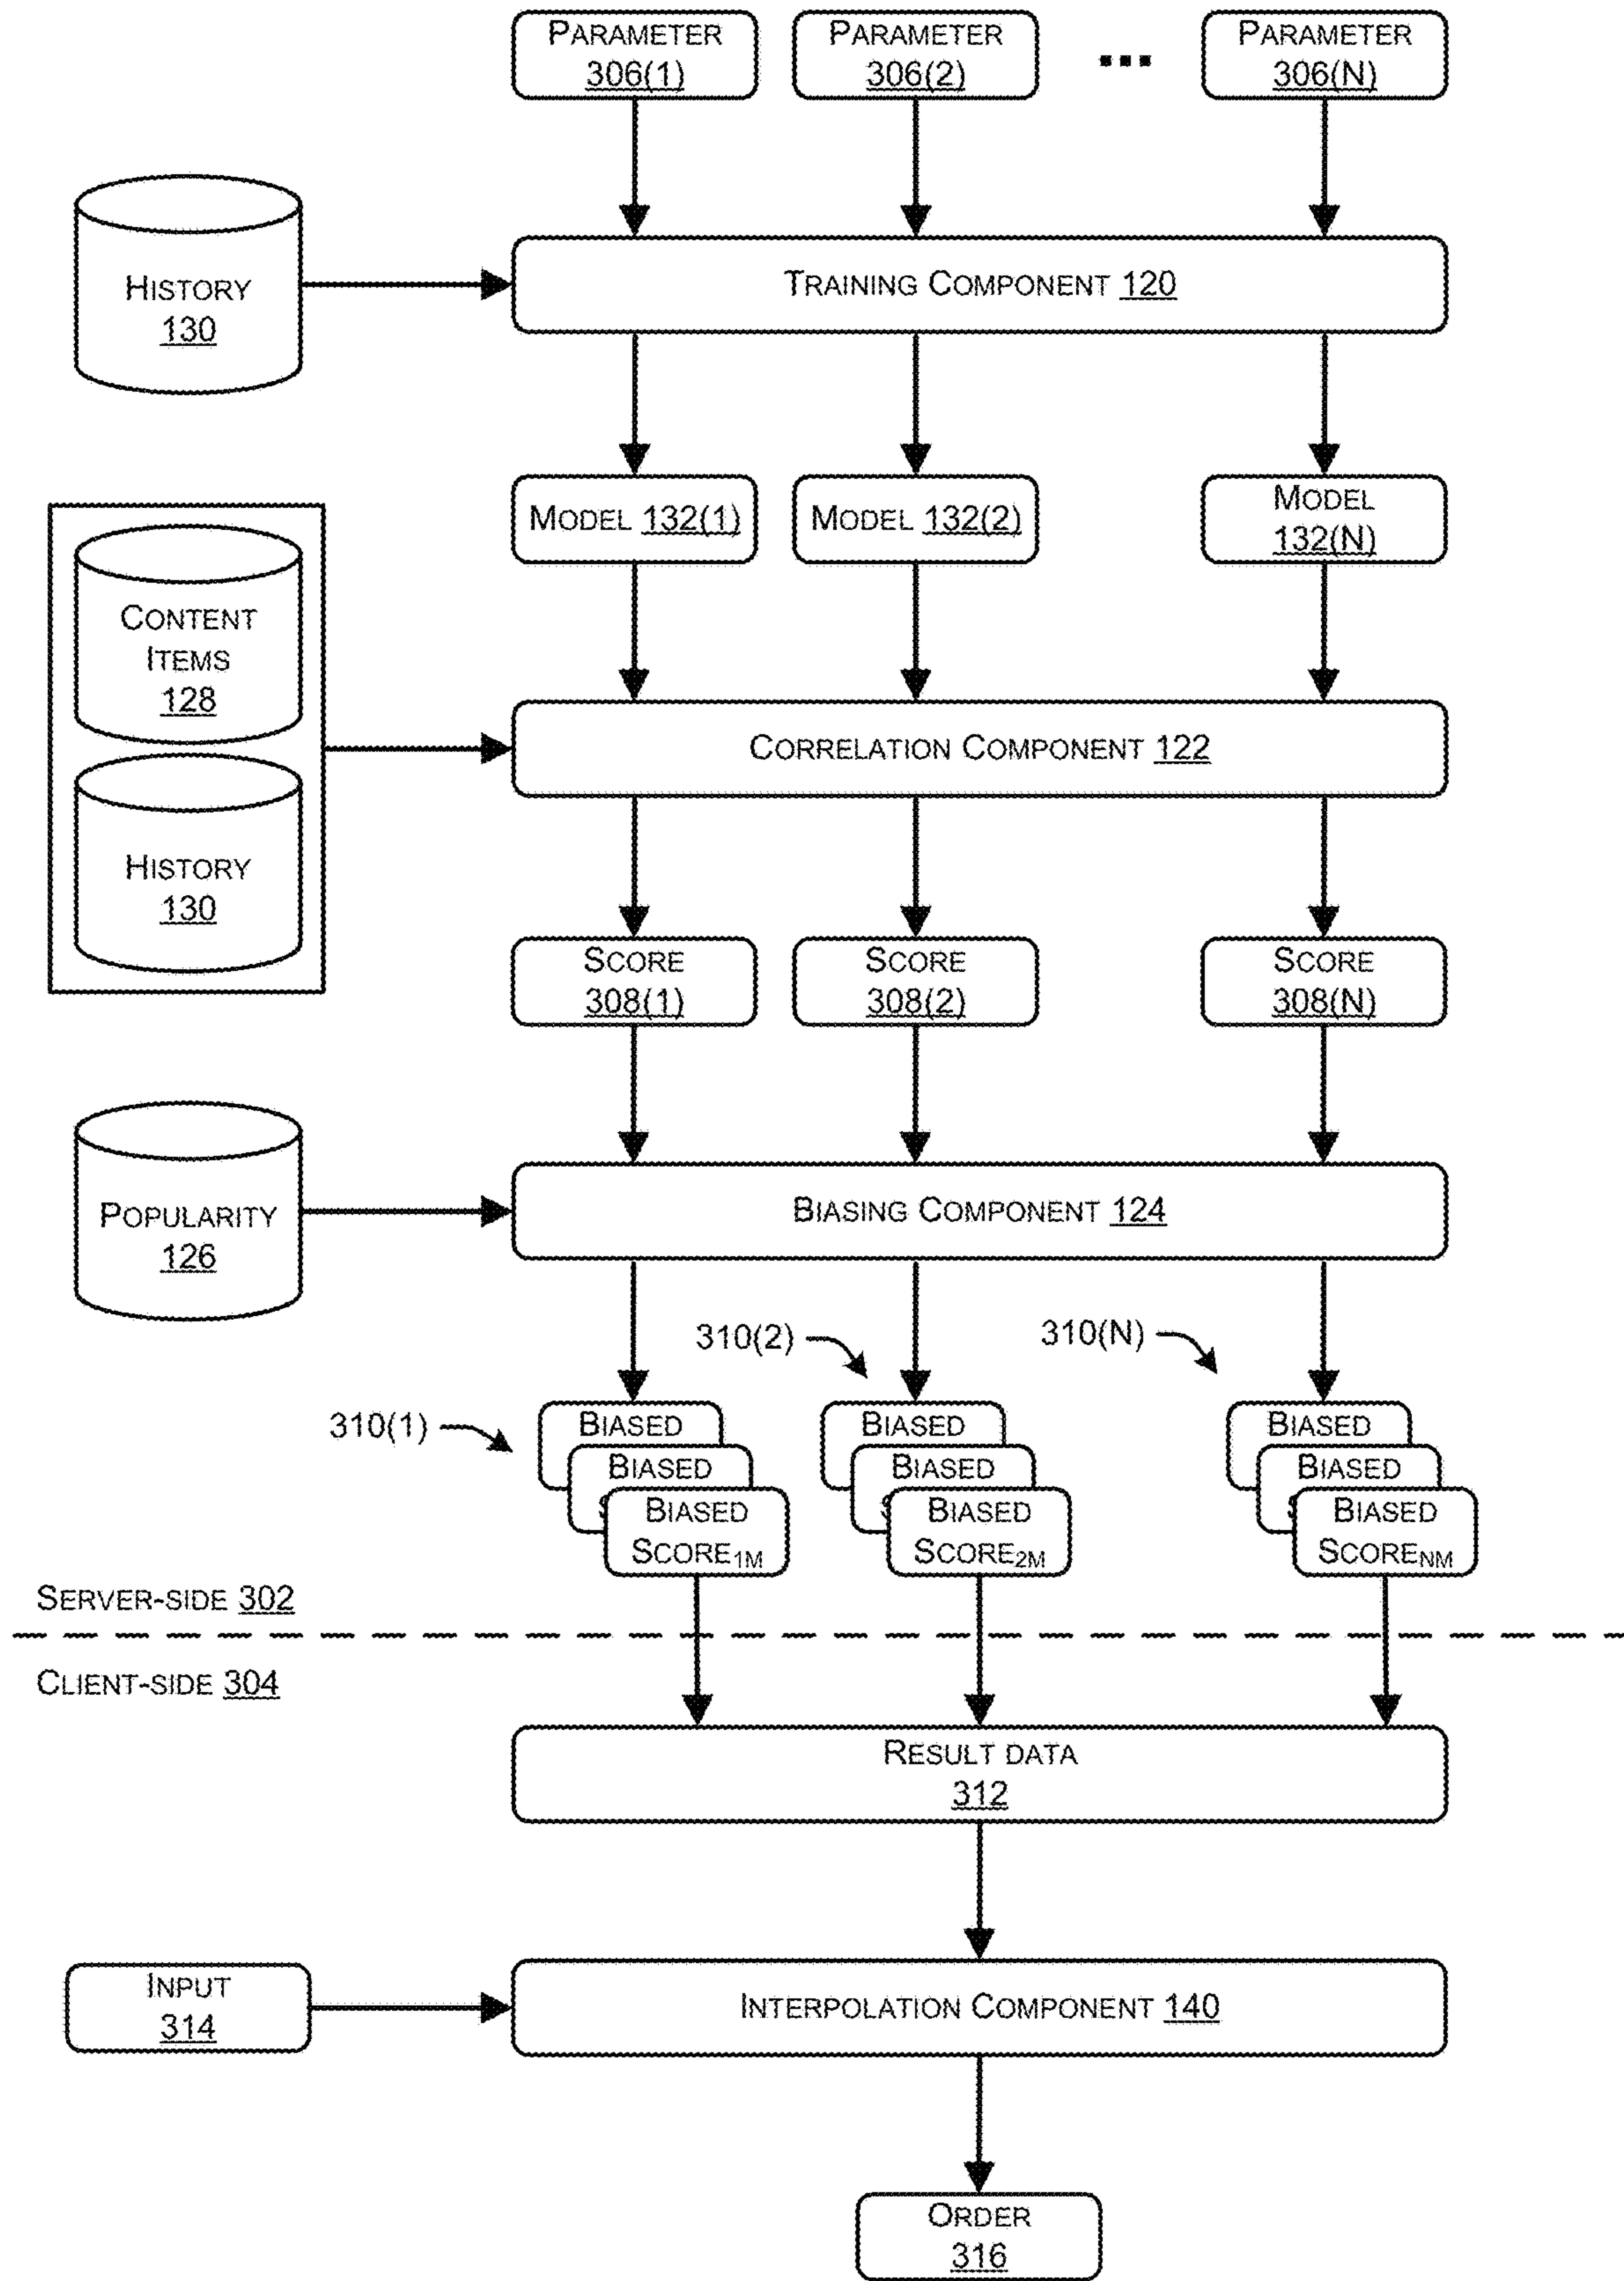 PARAMETER
306(1)
PARAMETER
306(2)
...
PARAMETER
306(N)
HISTORY
130
TRAINING COMPONENT 120
MODEL 132(1)
MODEL 132(2)
MODEL
132(N)
CONTENT
ITEMS
128
HISTORY
130
CORRELATION COMPONENT 122
SCORE
308(1)
SCORE
308(2)
SCORE
308(N)
POPULARITY
126
BIASING COMPONENT 124
310(1)
BIASED
BIASED
BIASED
SCORE1M
310(2)
BIASED
BIASED
BIASED
SCORE2M
310(N)
BIASED
BIASED
BIASED
SCORENM
SERVER-SIDE 302
CLIENT-SIDE 304
RESULT DATA
312
INPUT
314
INTERPOLATION COMPONENT 140
ORDER
316